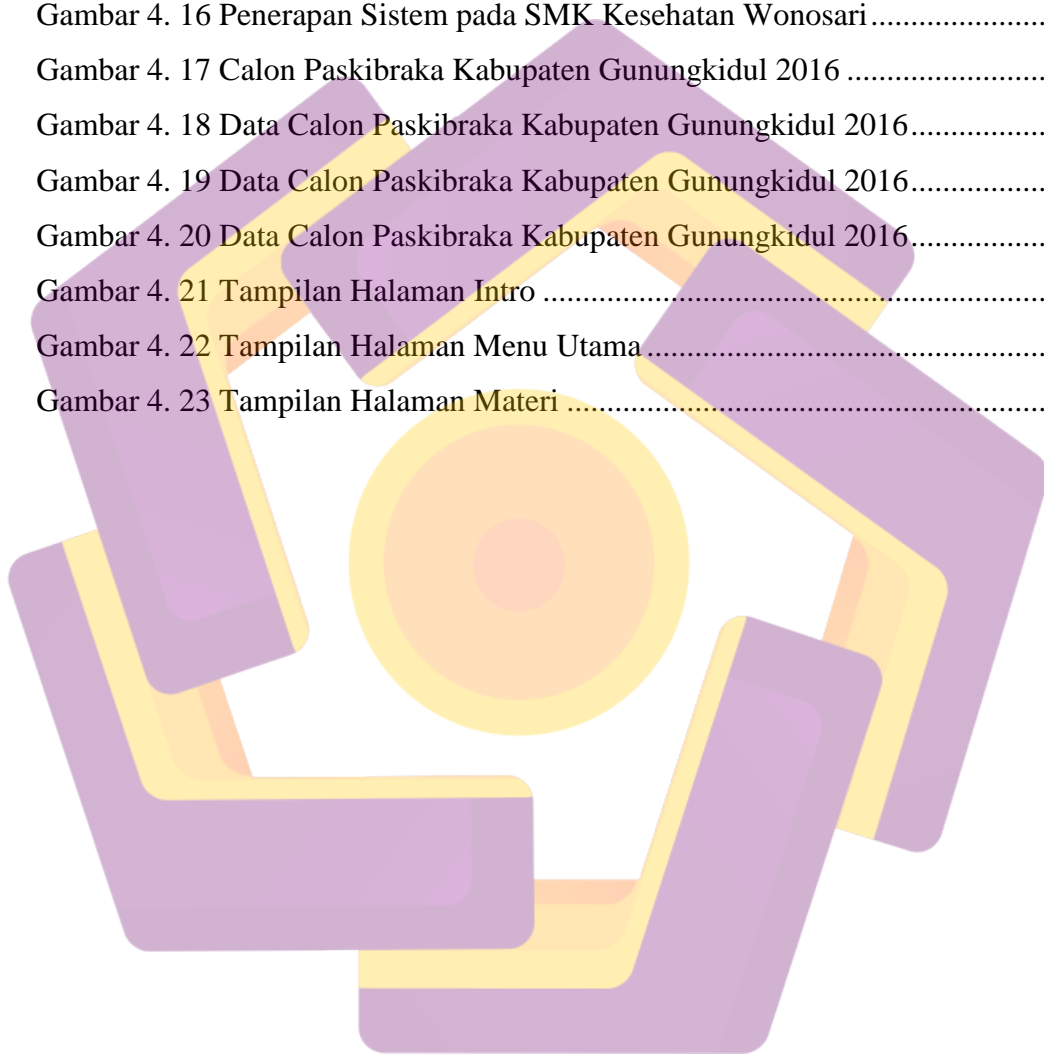 Gambar 4. 16 Penerapan Sistem pada SMK Kesehatan Wonosari.......................
Gambar 4. 17 Calon Paskibraka Kabupaten Gunungkidul 2016 .........................
Gambar 4. 18 Data Calon Paskibraka Kabupaten Gunungkidul 2016.................
Gambar 4. 19 Data Calon Paskibraka Kabupaten Gunungkidul 2016.................
Gambar 4. 20 Data Calon Paskibraka Kabupaten Gunungkidul 2016.................
Gambar 4. 21 Tampilan Halaman Intro ................................................................
Gambar 4. 22 Tampilan Halaman Menu Utama...................................................
Gambar 4. 23 Tampilan Halaman Materi .............................................................